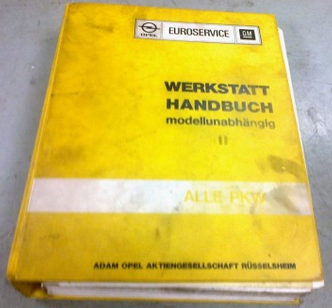 OPEL
EUROSERVICE
GM
WERKSTATT
HANDBUCH
modellunabhängig
II
ALLE PKW
ADAM OPEL AKTIENGESELLSCHAFT RÜSSELSHEIM